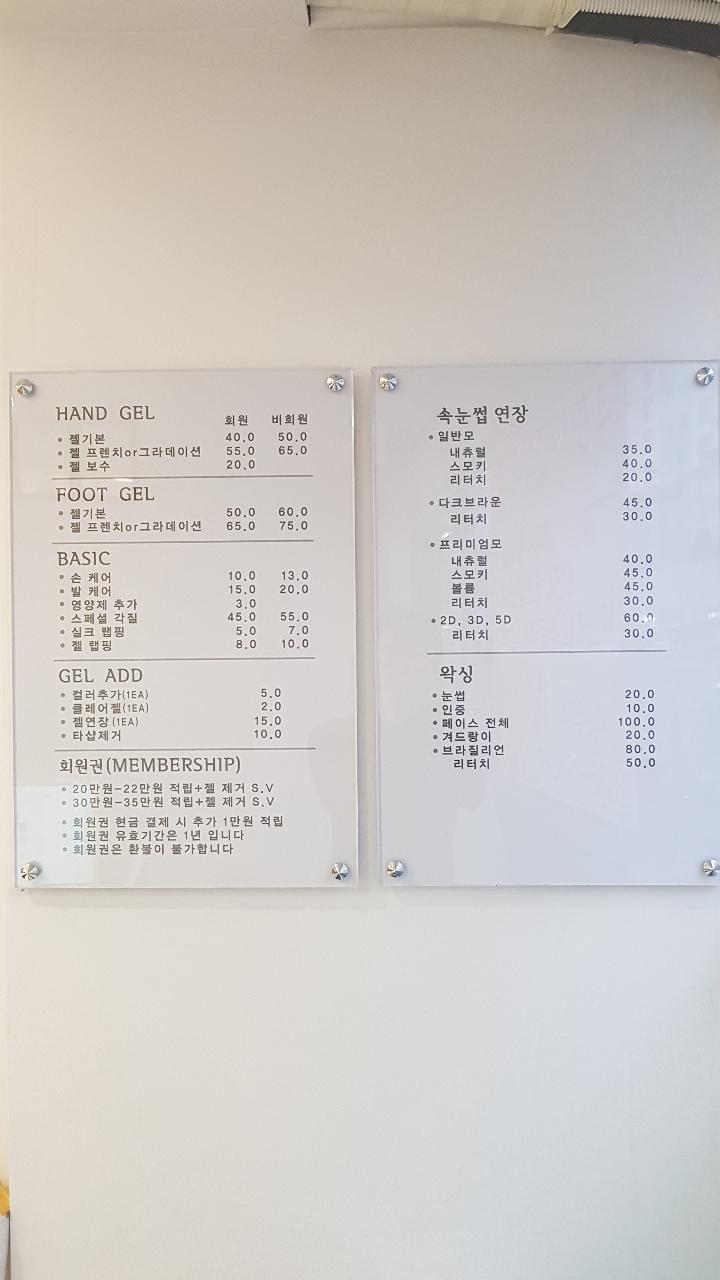 HAND GEL 회원 비회원
• 젤기본 40.0 50.0
• 젤 프렌치or그라데이션 55.0 65.0
• 젤 보수 20.0
FOOT GEL
• 젤기본 50.0 60.0
• 젤 프렌치or그라데이션 65.0 75.0
BASIC
• 손 케어 10.0 13.0
• 발 케어 15.0 20.0
• 영양제 추가 3.0
• 스페셜 각질 45.0 55.0
• 실크 랩핑 5.0 7.0
• 젤 랩핑 8.0 10.0
GEL ADD
• 컬러추가(1EA) 5.0
• 클레어젤(1EA) 2.0
• 젤연장(1EA) 15.0
• 타샵제거 10.0
회원권(MEMBERSHIP)
• 20만원-22만원 적립+젤 제거 S.V
• 30만원-35만원 적립+젤 제거 S.V
• 회원권 현금 결제 시 추가 1만원 적립
• 회원권 유효기간은 1년 입니다
• 회원권은 환불이 불가합니다
속눈썹 연장
• 일반모
내츄럴 35.0
스모키 40.0
리터치 20.0
• 다크브라운 45.0
리터치 30.0
• 프리미엄모
내츄럴 40.0
스모키 45.0
볼륨 45.0
리터치 30.0
• 2D, 3D, 5D 60.0
리터치 30.0
왁싱
• 눈썹 20.0
• 인중 10.0
• 페이스 전체 100.0
• 겨드랑이 20.0
• 브라질리언 80.0
리터치 50.0